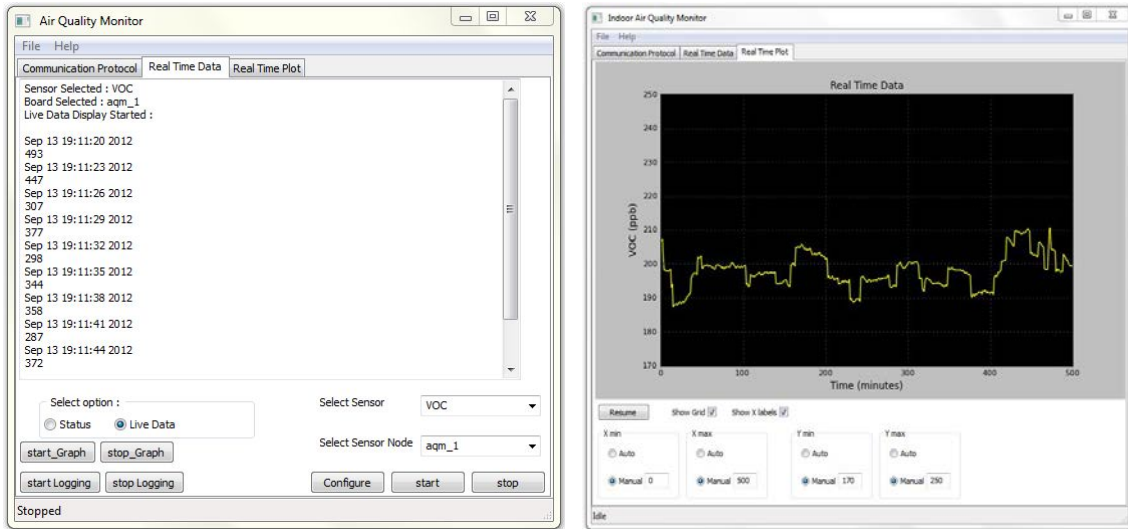 Air Quality Monitor
File Help
Communication Protocol Real Time Data Real Time Plot
Sensor Selected : VOC
Board Selected : aqm_1
Live Data Display Started :
Sep 13 19:11:20 2012
493
Sep 13 19:11:23 2012
447
Sep 13 19:11:26 2012
307
Sep 13 19:11:29 2012
377
Sep 13 19:11:32 2012
298
Sep 13 19:11:35 2012
344
Sep 13 19:11:38 2012
358
Sep 13 19:11:41 2012
287
Sep 13 19:11:44 2012
372
Select option :
Status Live Data
Select Sensor VOC
Select Sensor Node aqm_1
start_Graph stop_Graph
start Logging stop Logging Configure start stop
Stopped
Indoor Air Quality Monitor
File Help
Communication Protocol Real Time Data Real Time Plot
Real Time Data
250
240
230
220
210
200
190
180
170
VOC (ppb)
0 100 200 300 400 500
Time (minutes)
Resume Show Grid Show X labels
X min X max Y min Y max
Auto Auto Auto Auto
Manual 0 Manual 500 Manual 170 Manual 250
Idle